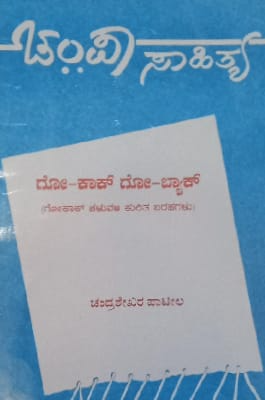 ಚಂಪಾ ಸಾಹಿತ್ಯ
ಗೋ-ಕಾಕ್ ಗೋ-ಬ್ಯಾಕ್
(ಗೋಕಾಕ್ ಚಳುವಳಿ ಕುರಿತ ಬರಹಗಳು)
ಚಂದ್ರಶೇಖರ ಪಾಟೀಲ